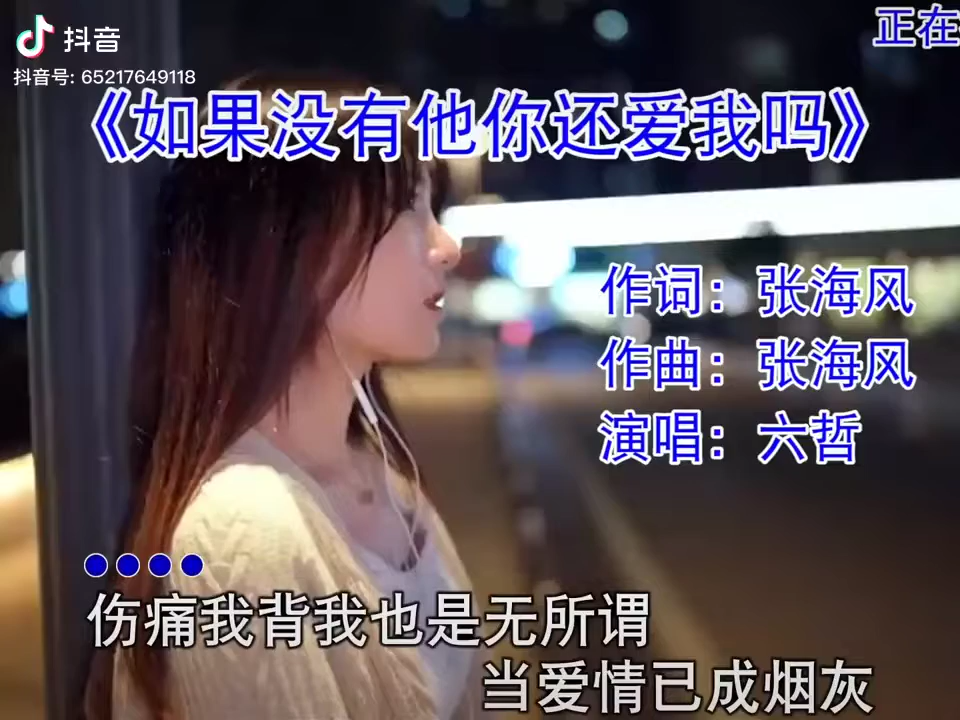 抖音
正在
抖音号: 65217649118
《如果没有他你还爱我吗》
作词：张海风
作曲：张海风
演唱：六哲
伤痛我背我也是无所谓
当爱情已成烟灰